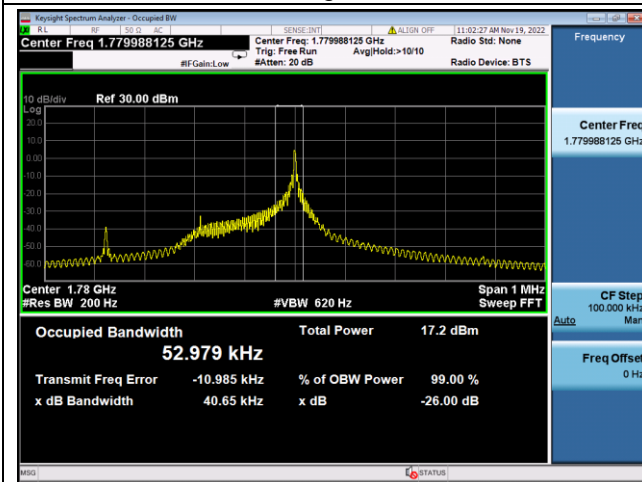 Keysight Spectrum Analyzer - Occupied BW
RL RF 50 Ω AC SENSE:INT ALIGN OFF 11:02:27 AM Nov 19, 2022
Center Freq 1.779988125 GHz Center Freq: 1.779988125 GHz Radio Std: None Frequency
Trig: Free Run Avg|Hold:>10/10
#IFGain:Low #Atten: 20 dB Radio Device: BTS
10 dB/div Ref 30.00 dBm
Log
20.0
10.0
0.00
-10.0
-20.0
-30.0
-40.0
-50.0
-60.0
Center Freq
1.779988125 GHz
Center 1.78 GHz Span 1 MHz
#Res BW 200 Hz #VBW 620 Hz Sweep FFT
CF Step
100.000 kHz
Auto Man
Occupied Bandwidth Total Power 17.2 dBm
52.979 kHz
Freq Offset
0 Hz
Transmit Freq Error -10.985 kHz % of OBW Power 99.00 %
x dB Bandwidth 40.65 kHz x dB -26.00 dB
MSG STATUS